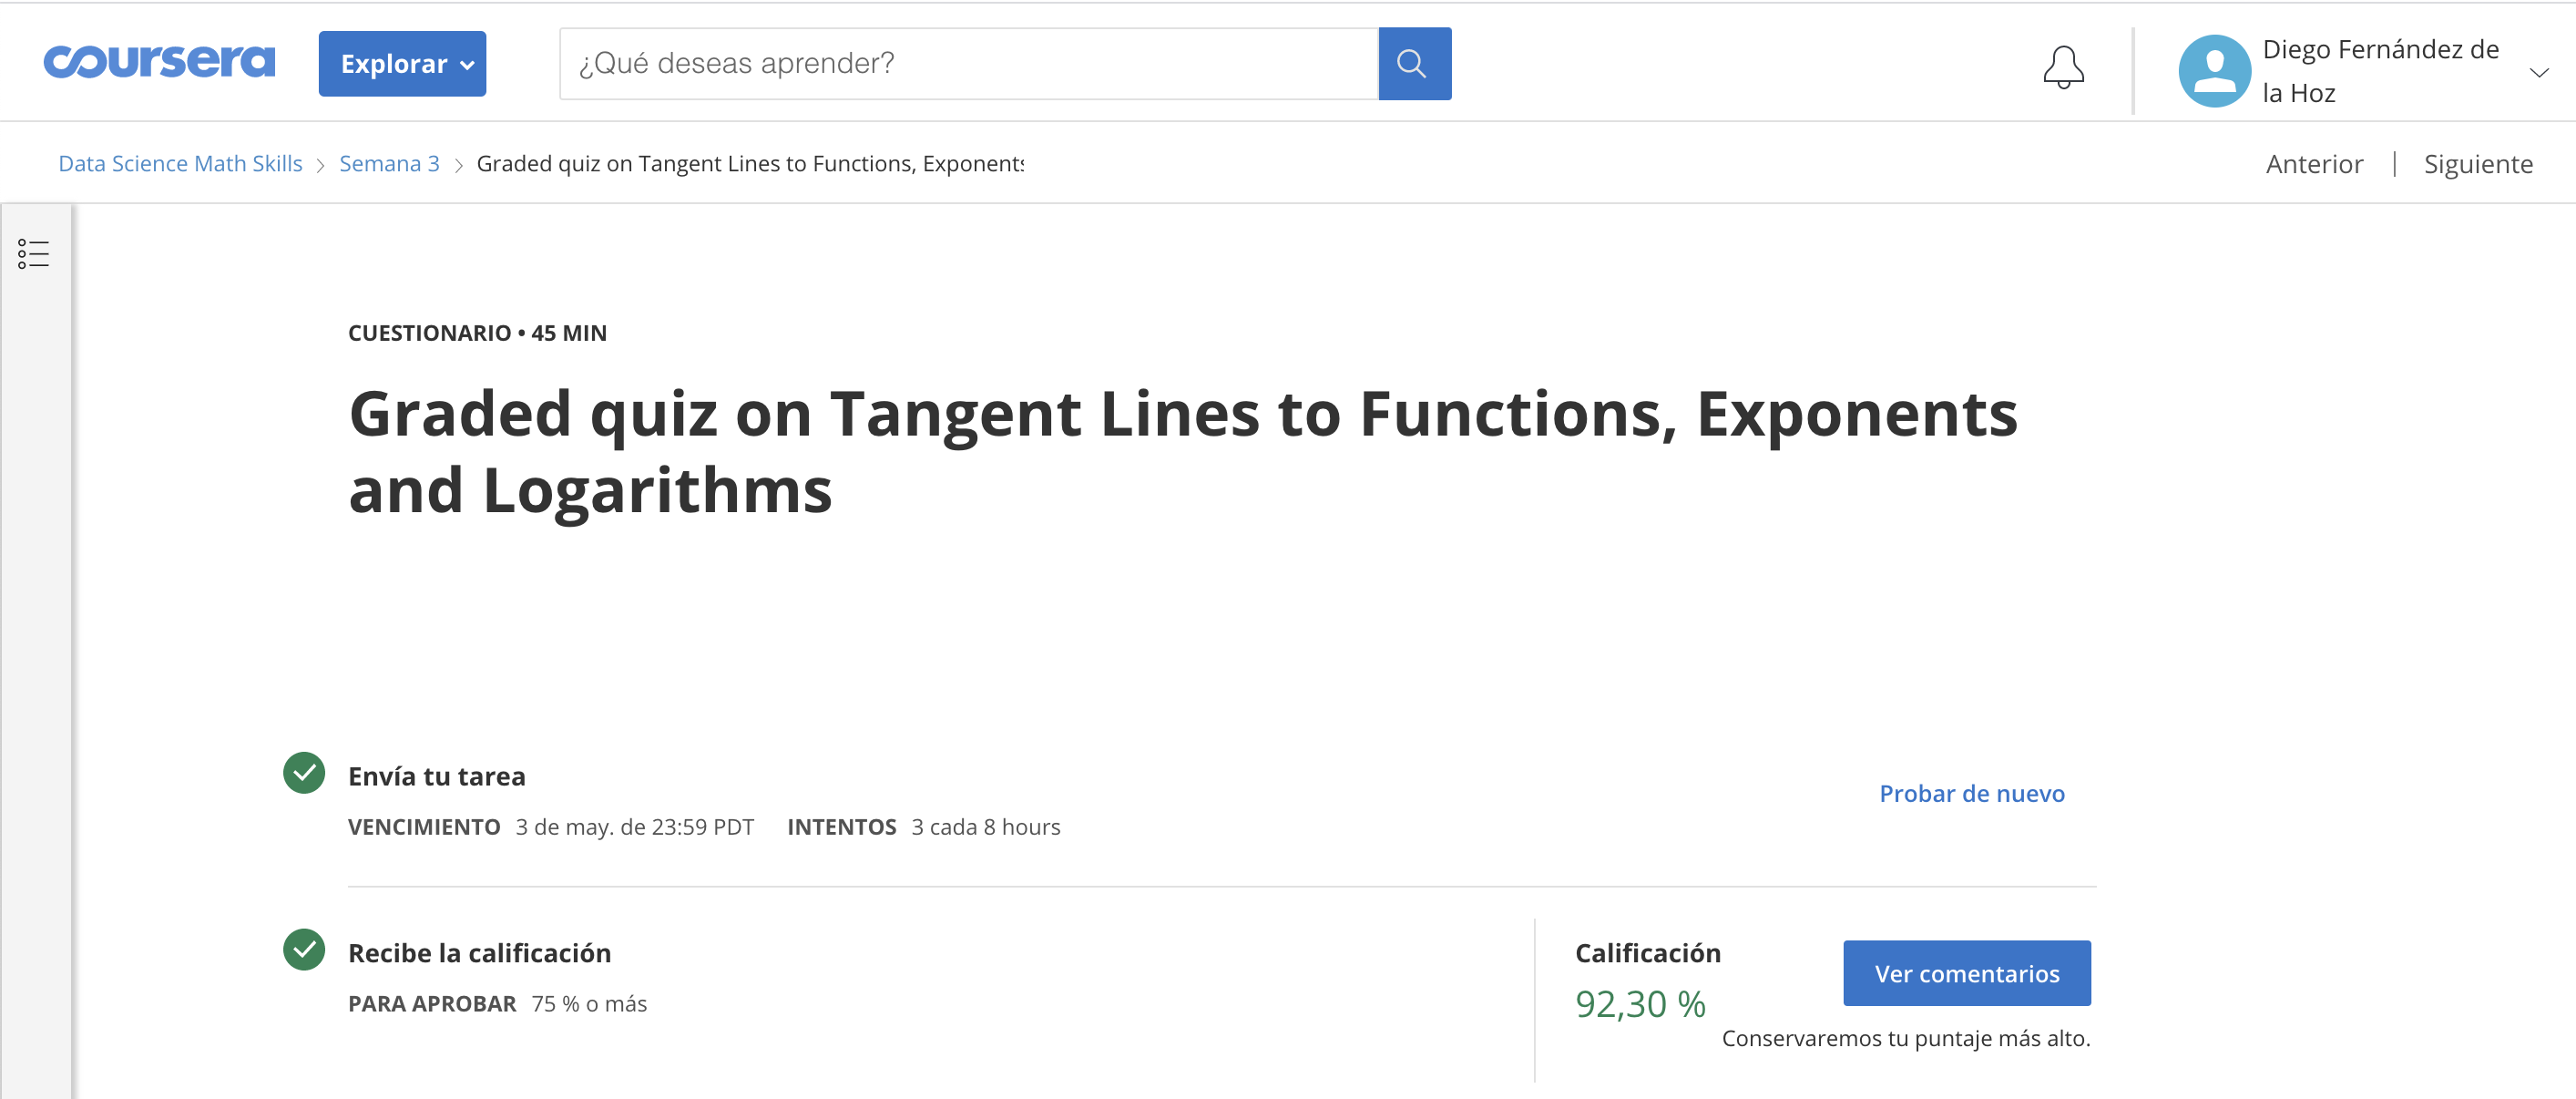 coursera
Explorar
¿Qué deseas aprender?
Diego Fernández de
la Hoz
Data Science Math Skills > Semana 3 > Graded quiz on Tangent Lines to Functions, Exponents
Anterior | Siguiente
CUESTIONARIO • 45 MIN
Graded quiz on Tangent Lines to Functions, Exponents
and Logarithms
Envía tu tarea
Probar de nuevo
VENCIMIENTO 3 de may. de 23:59 PDT INTENTOS 3 cada 8 hours
Recibe la calificación
PARA APROBAR 75 % o más
Calificación
92,30 %
Ver comentarios
Conservaremos tu puntaje más alto.